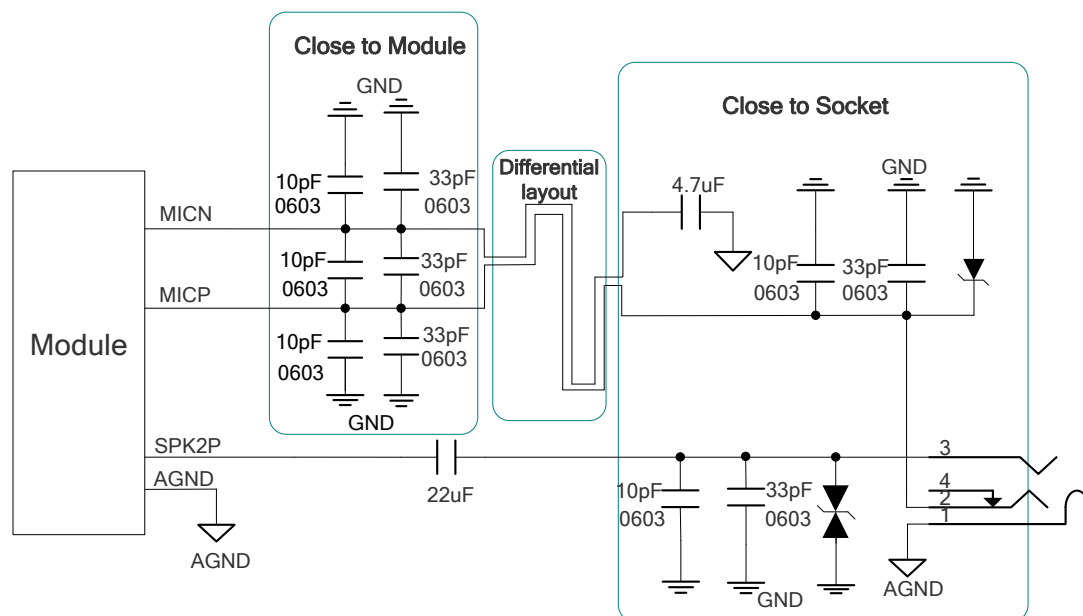 Close to Module
GND
10pF
0603
33pF
0603
MICN
10pF
0603
33pF
0603
MICP
10pF
0603
33pF
0603
GND
Module
Differential
layout
Close to Socket
4.7uF
GND
10pF
0603
33pF
0603
SPK2P
22uF
AGND
AGND
10pF
0603
33pF
0603
GND
3
4
2
1
AGND